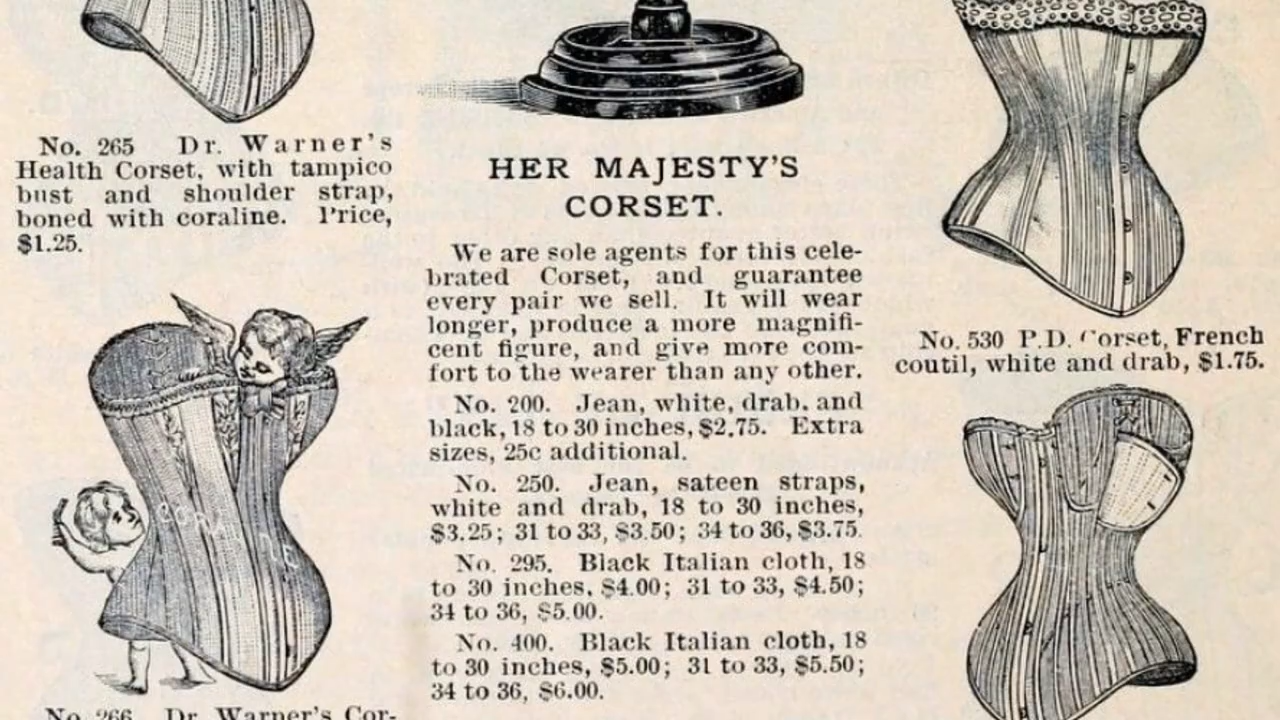 No. 265 Dr. Warner's
Health Corset, with tampico
bust and shoulder strap,
boned with coraline. Price,
$1.25.
No. 266 Dr. Warner's Cor-
HER MAJESTY'S
CORSET.
We are sole agents for this cele-
brated Corset, and guarantee
every pair we sell. It will wear
longer, produce a more magnifi-
cent figure, and give more com-
fort to the wearer than any other.
No. 200. Jean, white, drab, and
black, 18 to 30 inches, $2.75. Extra
sizes, 25c additional.
No. 250. Jean, sateen straps,
white and drab, 18 to 30 inches,
$3.25; 31 to 33, $3.50; 34 to 36, $3.75.
No. 295. Black Italian cloth, 18
to 30 inches, $4.00; 31 to 33, $4.50;
34 to 36, $5.00.
No. 400. Black Italian cloth, 18
to 30 inches, $5.00; 31 to 33, $5.50;
34 to 36, $6.00.
No. 530 P.D. Corset, French
coutil, white and drab, $1.75.